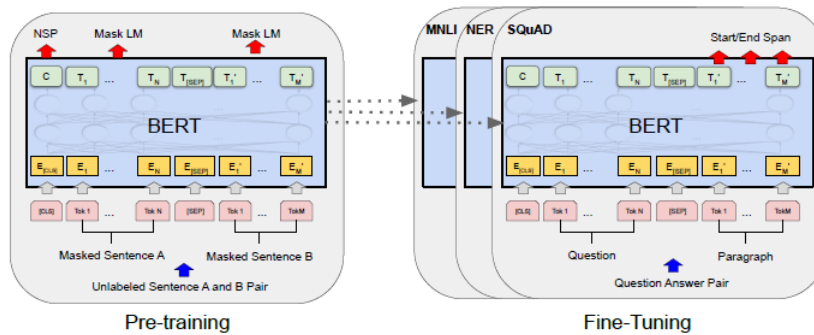 NSP Mask LM Mask LM
C T1 ... TN T[SEP] T1' ... TM'
BERT
E[CLS] E1 ... EN E[SEP] E1' ... EM'
[CLS] Tok 1 ... Tok N [SEP] Tok 1 ... TokM
Masked Sentence A Masked Sentence B
Unlabeled Sentence A and B Pair
Pre-training
MNLI NER SQuAD
Start/End Span
C T1 ... TN T[SEP] T1' ... TM'
BERT
E[CLS] E1 ... EN E[SEP] E1' ... EM'
[CLS] Tok 1 ... Tok N [SEP] Tok 1 ... TokM
Question Paragraph
Question Answer Pair
Fine-Tuning